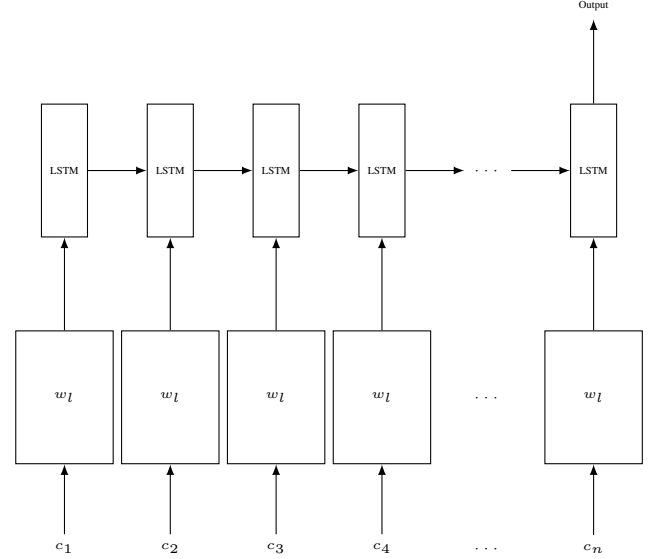 Output
LSTM LSTM LSTM LSTM · · · LSTM
w_l w_l w_l w_l · · · w_l
c_1 c_2 c_3 c_4 · · · c_n